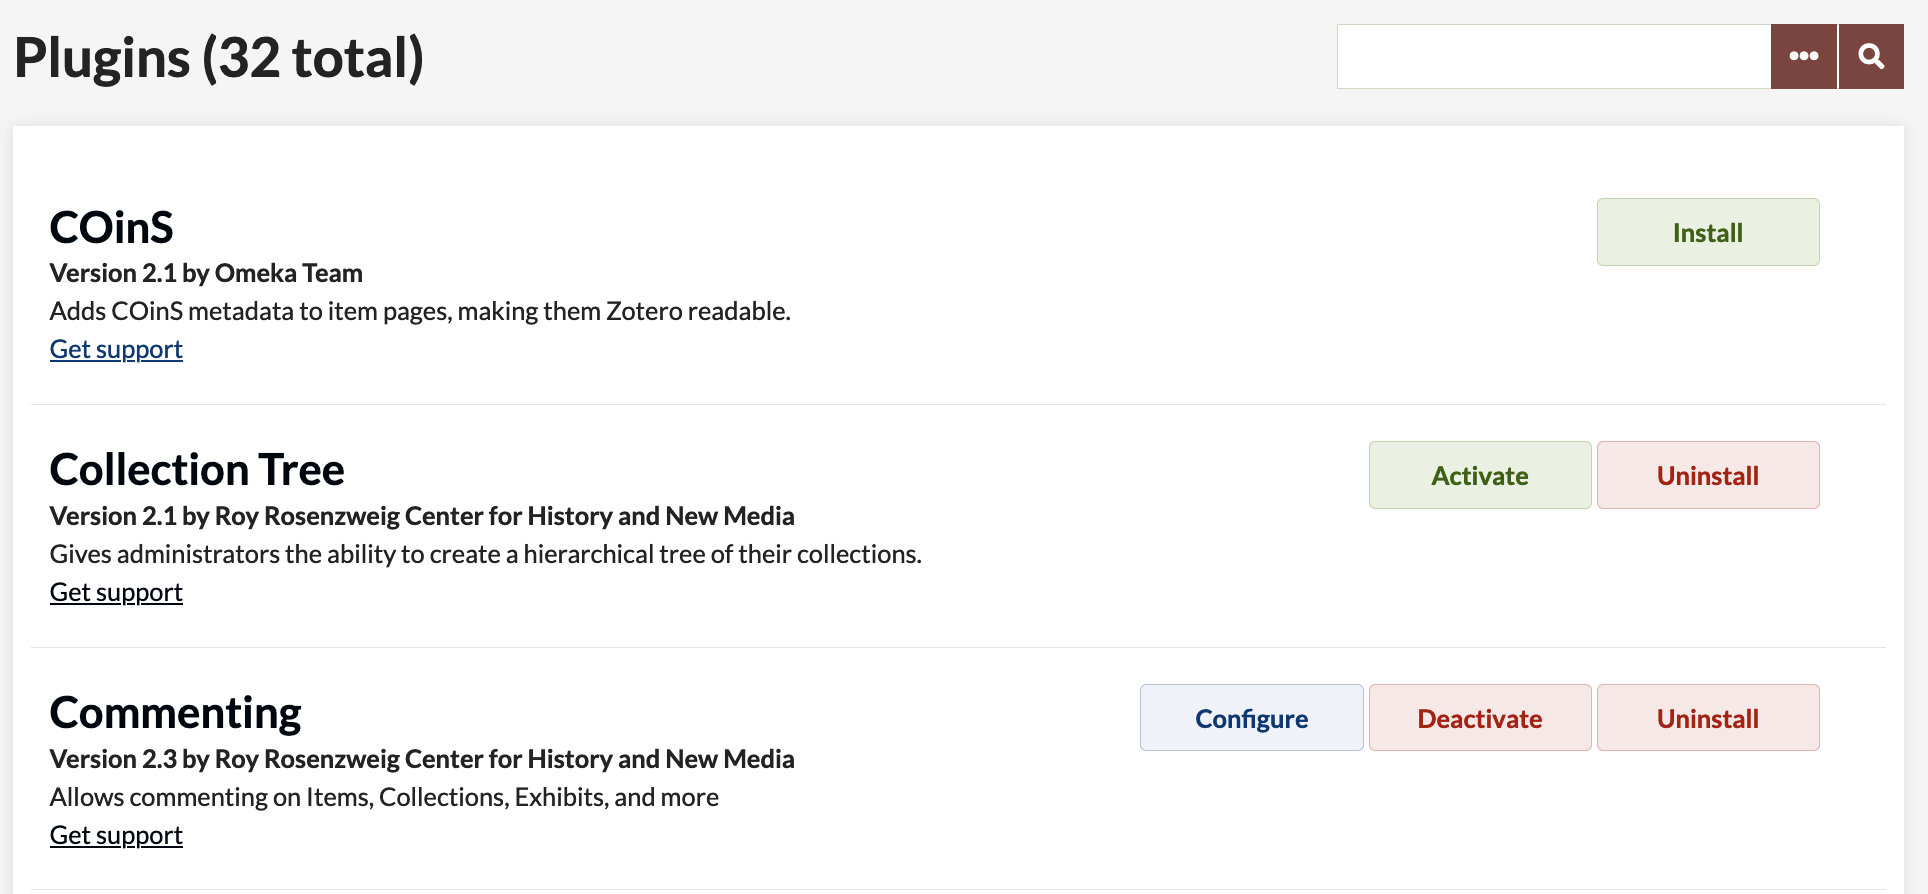 Plugins (32 total)
COinS
Install
Version 2.1 by Omeka Team
Adds COinS metadata to item pages, making them Zotero readable.
Get support
Collection Tree
Activate
Uninstall
Version 2.1 by Roy Rosenzweig Center for History and New Media
Gives administrators the ability to create a hierarchical tree of their collections.
Get support
Commenting
Configure
Deactivate
Uninstall
Version 2.3 by Roy Rosenzweig Center for History and New Media
Allows commenting on Items, Collections, Exhibits, and more
Get support